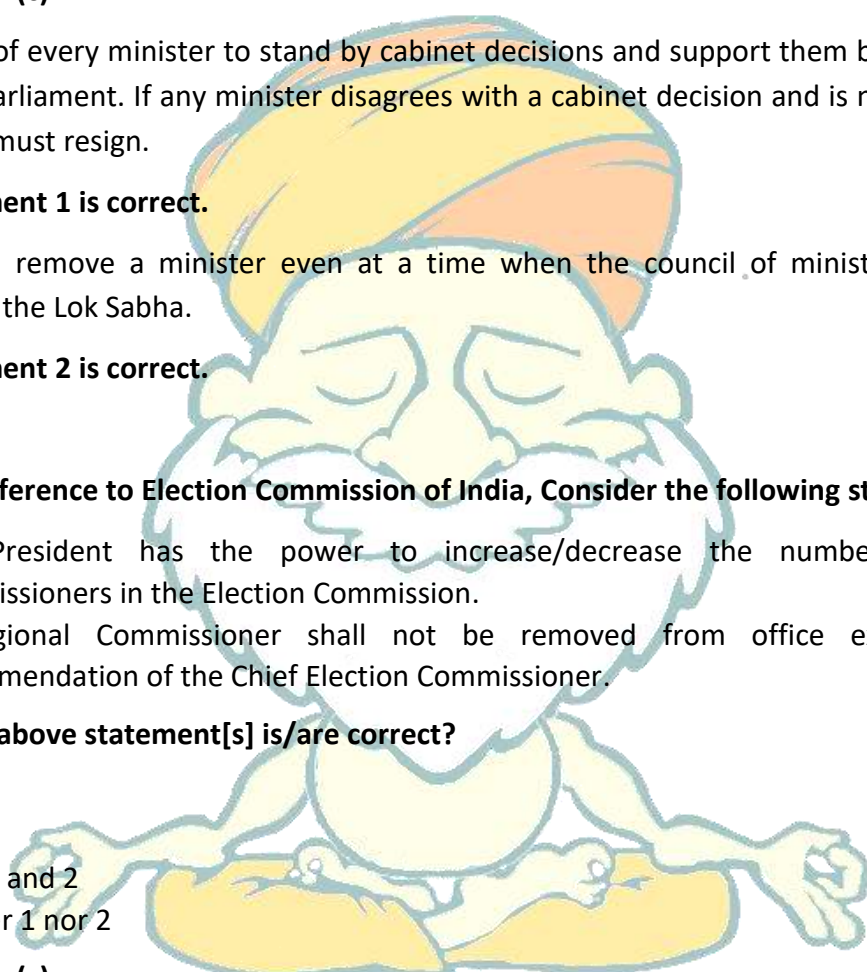 of every minister to stand by cabinet decisions and support them
arliament. If any minister disagrees with a cabinet decision and is
must resign.
ent 1 is correct.
remove a minister even at a time when the council of minist
the Lok Sabha.
ent 2 is correct.
ference to Election Commission of India, Consider the following st
President has the power to increase/decrease the numbe
issioners in the Election Commission.
gional Commissioner shall not be removed from office e
mendation of the Chief Election Commissioner.
above statement[s] is/are correct?
and 2
r 1 nor 2